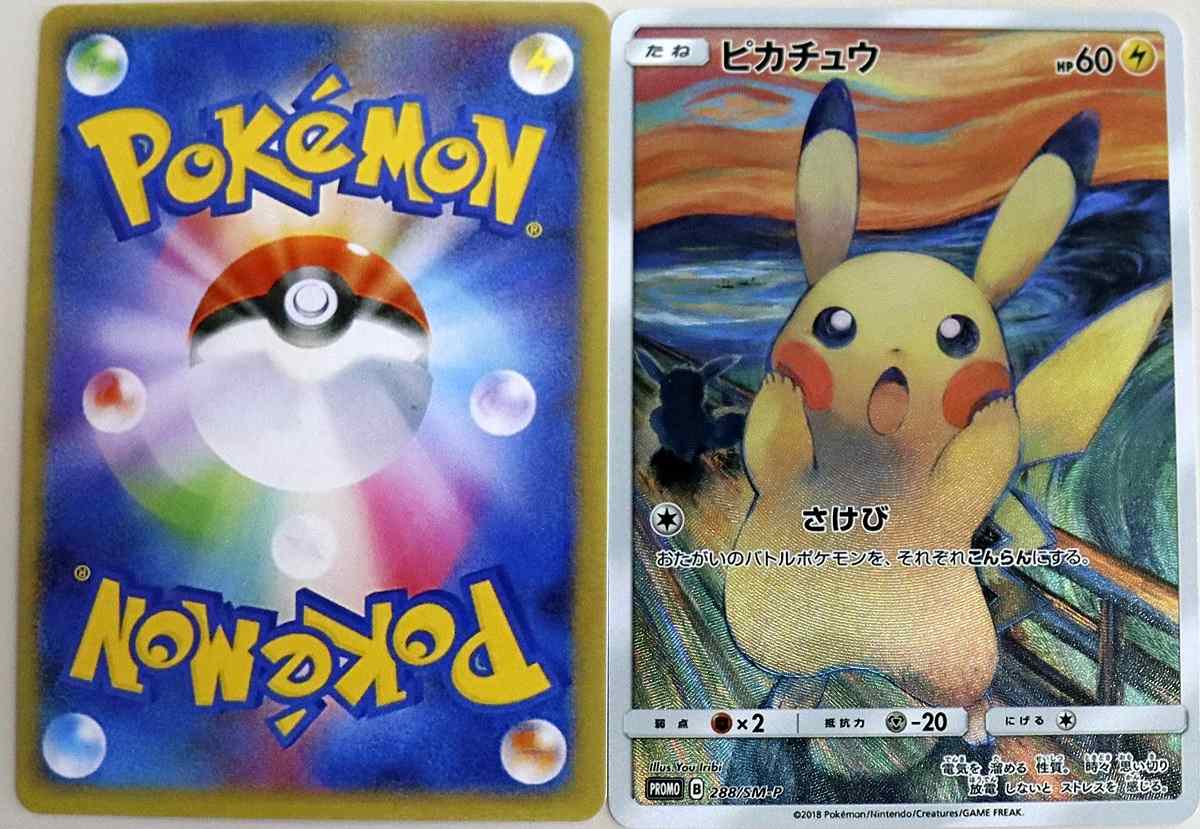 POKéMON
®
POKéMON
®
たね
ピカチュウ
HP60
さけび
おたがいのバトルポケモンを、それぞれこんらんにする。
弱点 ×2 抵抗力 -20 にげる
Illus. You Iribi
電気を溜める性質。時々思い切り
放電しないとストレスを感じる。
PROMO B 288/SM-P
©2018 Pokémon/Nintendo/Creatures/GAME FREAK.